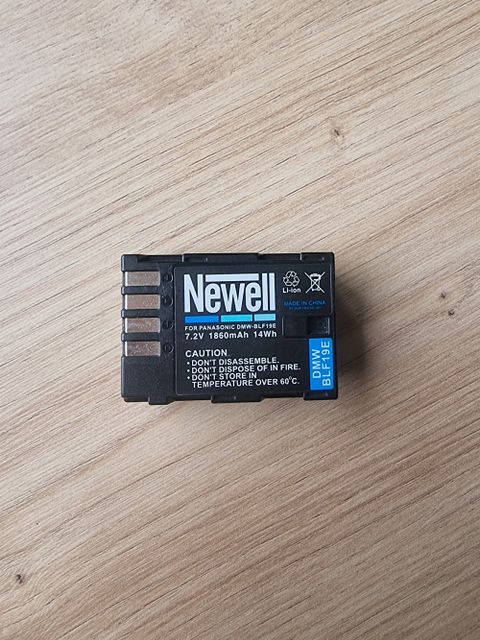 Newell
FOR PANASONIC DMW-BLF19E
7.2V 1860mAh 14Wh
CAUTION.
• DON'T DISASSEMBLE.
• DON'T DISPOSE OF IN FIRE.
• DON'T STORE IN
TEMPERATURE OVER 60°C.
Li-ion
MADE IN CHINA
DMW
BLF19E